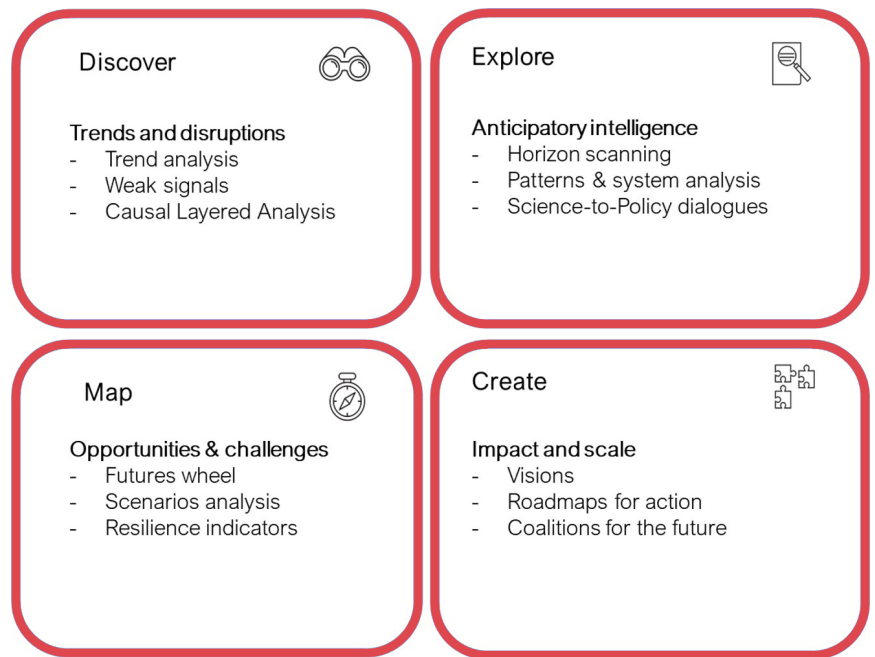 Discover
Trends and disruptions
- Trend analysis
- Weak signals
- Causal Layered Analysis
Explore
Anticipatory intelligence
- Horizon scanning
- Patterns & system analysis
- Science-to-Policy dialogues
Map
Opportunities & challenges
- Futures wheel
- Scenarios analysis
- Resilience indicators
Create
Impact and scale
- Visions
- Roadmaps for action
- Coalitions for the future